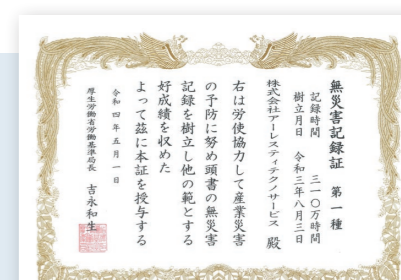 無災害記録証 第一種
記録時間 三一〇万時間
樹立月日 令和三年八月三日
株式会社アーレスティテクノサービス 殿
右は労使協力して産業災害
の予防に努め頭書の無災害
記録を樹立し他の範とする
好成績を収めた
よって茲に本証を授与する
令和四年五月一日
厚生労働省労働基準局長 吉永和生